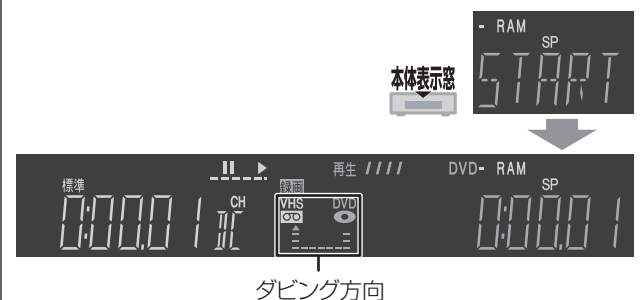 - RAM
SP
START
本体表示窓
標準
再生
DVD- RAM
SP
録画
0:00.01
CH
VHS
DVD
0:00.01
ダビング方向